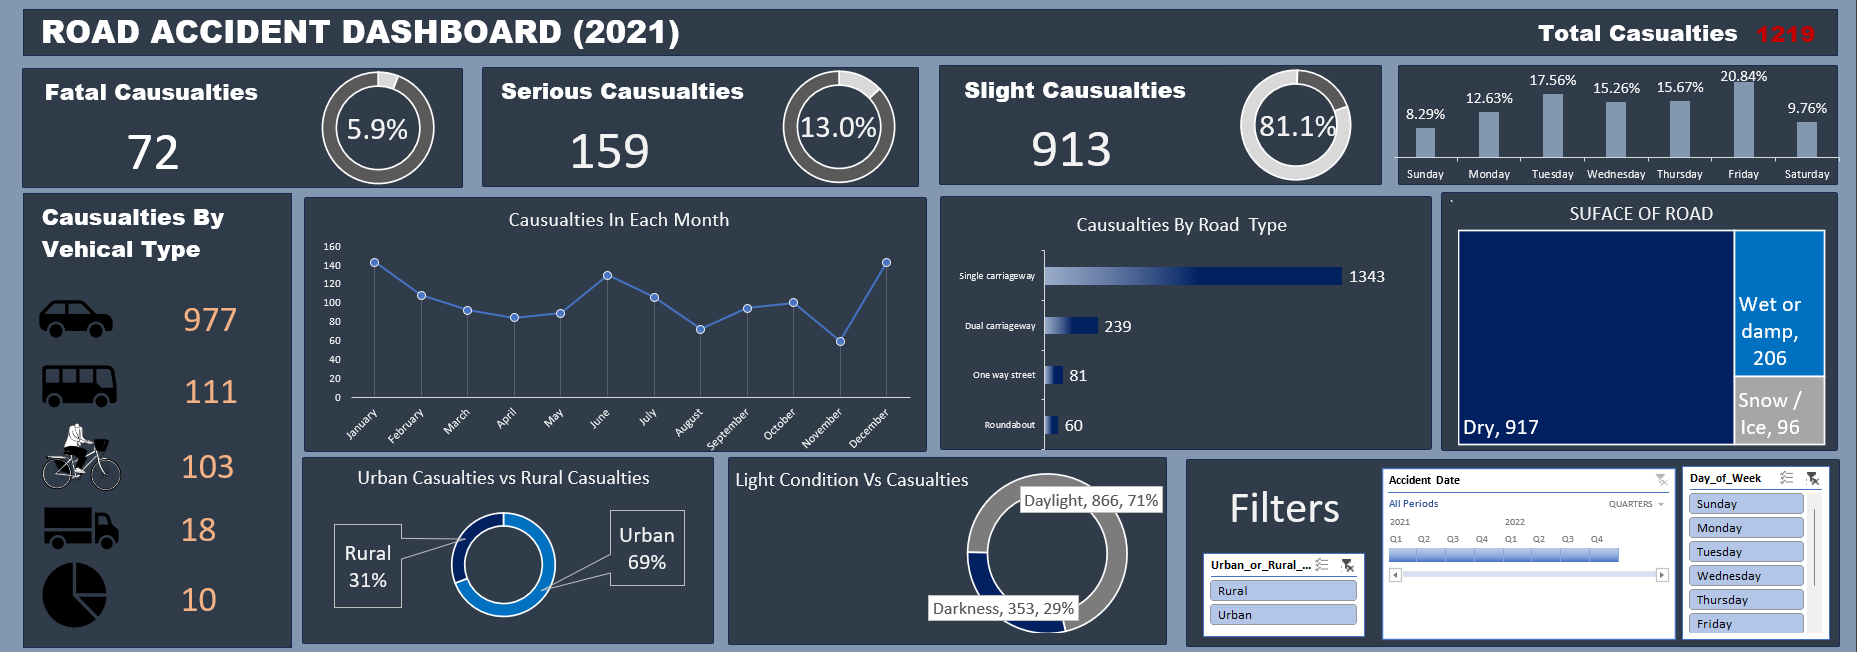 ROAD ACCIDENT DASHBOARD (2021)
Total Casualties 1219
Fatal Causualties
72
5.9%
Serious Causualties
159
13.0%
Slight Causualties
913
81.1%
8.29%
12.63%
17.56%
15.26%
15.67%
20.84%
9.76%
Sunday Monday Tuesday Wednesday Thursday Friday Saturday
Causualties By
Vehical Type
977
111
103
18
10
Causualties In Each Month
160
140
120
100
80
60
40
20
0
January February March April May June July August September October November December
Causualties By Road Type
Single carriageway 1343
Dual carriageway 239
One way street 81
Roundabout 60
`
SUFACE OF ROAD
Dry, 917
Wet or
damp,
206
Snow /
Ice, 96
Urban Casualties vs Rural Casualties
Rural
31%
Urban
69%
Light Condition Vs Casualties
Daylight, 866, 71%
Darkness, 353, 29%
Filters
Urban_or_Rural_...
Rural
Urban
Accident Date
All Periods QUARTERS
2021 2022
Q1 Q2 Q3 Q4 Q1 Q2 Q3 Q4
Day_of_Week
Sunday
Monday
Tuesday
Wednesday
Thursday
Friday